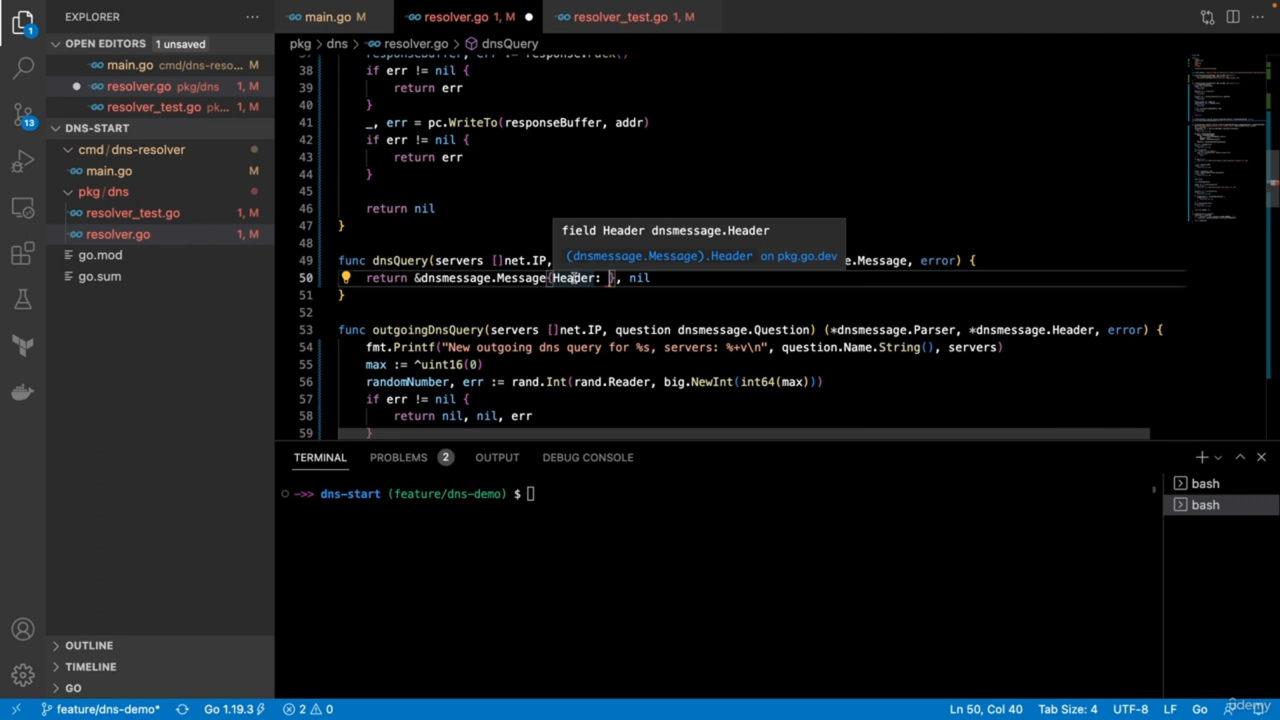 EXPLORER
main.go M
resolver.go 1, M
resolver_test.go 1, M
OPEN EDITORS 1 unsaved
main.go cmd/dns-reso... M
resolver.go pkg/dns 1, M
resolver_test.go pk... 1, M
DNS-START
cmd/dns-resolver
main.go M
pkg/dns
resolver_test.go 1, M
resolver.go 1, M
go.mod
go.sum
OUTLINE
TIMELINE
GO
1
13
pkg > dns > resolver.go > dnsQuery
38 if err != nil {
39 return err
40 }
41 _, err = pc.WriteTo(responseBuffer, addr)
42 if err != nil {
43 return err
44 }
45
46 return nil
47 }
48
field Header dnsmessage.Header
(dnsmessage.Message).Header on pkg.go.dev
49 func dnsQuery(servers []net.IP, e.Message, error) {
50 return &dnsmessage.Message{Header: }, nil
51 }
52
53 func outgoingDnsQuery(servers []net.IP, question dnsmessage.Question) (*dnsmessage.Parser, *dnsmessage.Header, error) {
54 fmt.Printf("New outgoing dns query for %s, servers: %+v\n", question.Name.String(), servers)
55 max := ^uint16(0)
56 randomNumber, err := rand.Int(rand.Reader, big.NewInt(int64(max)))
57 if err != nil {
58 return nil, nil, err
59 }
TERMINAL PROBLEMS 2 OUTPUT DEBUG CONSOLE
->> dns-start (feature/dns-demo) $
bash
bash
feature/dns-demo* Go 1.19.3 2 0 Ln 50, Col 40 Tab Size: 4 UTF-8 LF Go
udemy